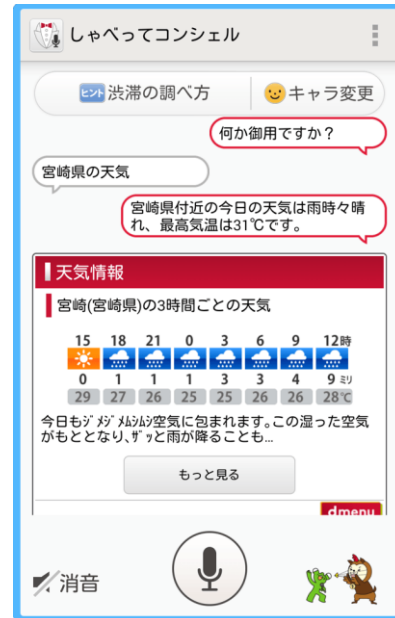 しゃべってコンシェル
ヒント 渋滞の調べ方
キャラ変更
何か御用ですか？
宮崎県の天気
宮崎県付近の今日の天気は雨時々晴
れ、最高気温は31℃です。
天気情報
宮崎(宮崎県)の3時間ごとの天気
15 18 21 0 3 6 9 12時
0 1 1 1 3 3 4 9 ミリ
29 27 26 25 25 26 26 28℃
今日もｼﾞﾒｼﾞﾒﾑｼﾑｼ空気に包まれます。この湿った空気
がもととなり、ｻﾞｯと雨が降ることも...
もっと見る
dmenu
消音